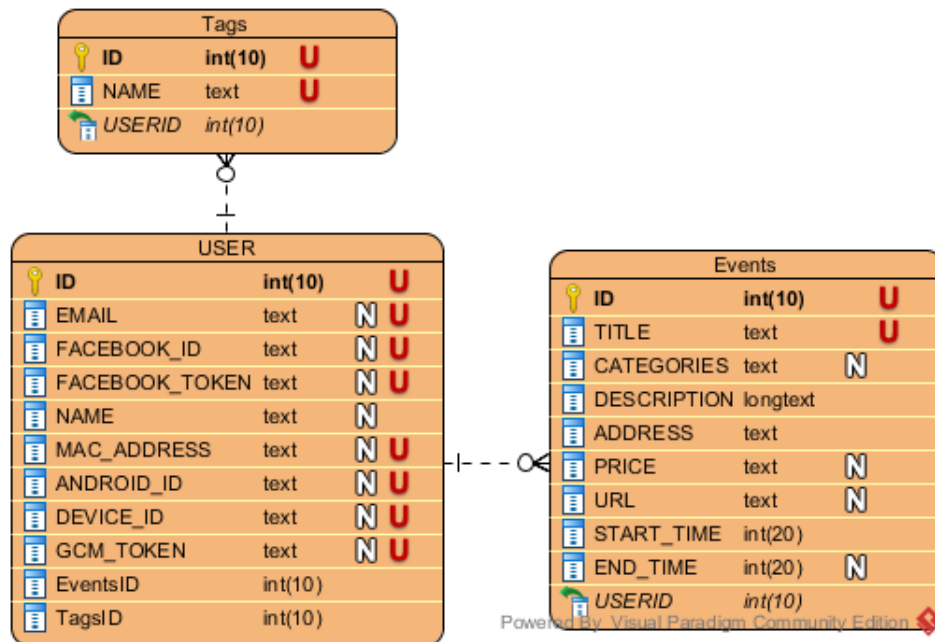 Tags
ID int(10) U
NAME text U
USERID int(10)
USER
ID int(10) U
EMAIL text N U
FACEBOOK_ID text N U
FACEBOOK_TOKEN text N U
NAME text N
MAC_ADDRESS text N U
ANDROID_ID text N U
DEVICE_ID text N U
GCM_TOKEN text N U
EventsID int(10)
TagsID int(10)
Events
ID int(10) U
TITLE text U
CATEGORIES text N
DESCRIPTION longtext
ADDRESS text
PRICE text N
URL text N
START_TIME int(20)
END_TIME int(20) N
USERID int(10)
Powered By Visual Paradigm Community Edition